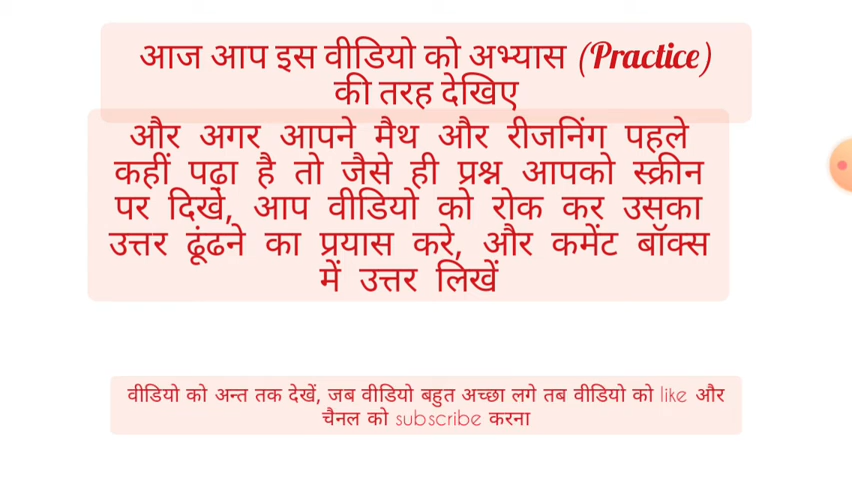 आज आप इस वीडियो को अभ्यास (Practice)
की तरह देखिए
और अगर आपने मैथ और रीजनिंग पहले
कहीं पढ़ा है तो जैसे ही प्रश्न आपको स्क्रीन
पर दिखे, आप वीडियो को रोक कर उसका
उत्तर ढूंढने का प्रयास करे, और कमेंट बॉक्स
में उत्तर लिखें
वीडियो को अन्त तक देखें, जब वीडियो बहुत अच्छा लगे तब वीडियो को like और
चैनल को subscribe करना